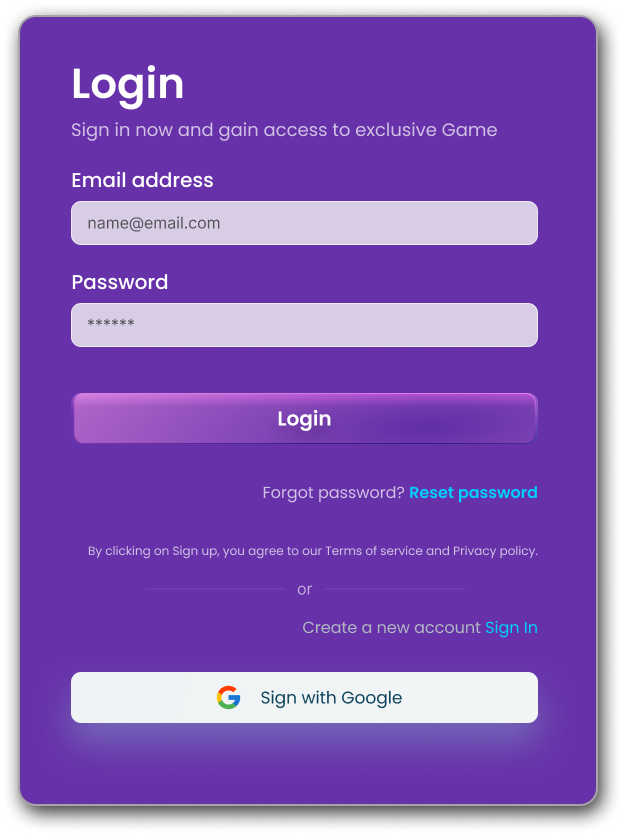 Login
Sign in now and gain access to exclusive Game
Email address
name@email.com
Password
******
Login
Forgot password? Reset password
By clicking on Sign up, you agree to our Terms of service and Privacy policy.
or
Create a new account Sign In
Sign with Google